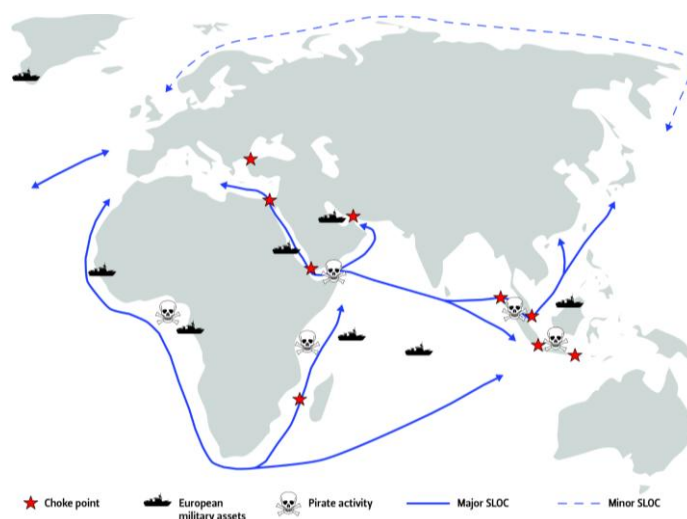 Choke point
European
military assets
Pirate activity
Major SLOC
Minor SLOC